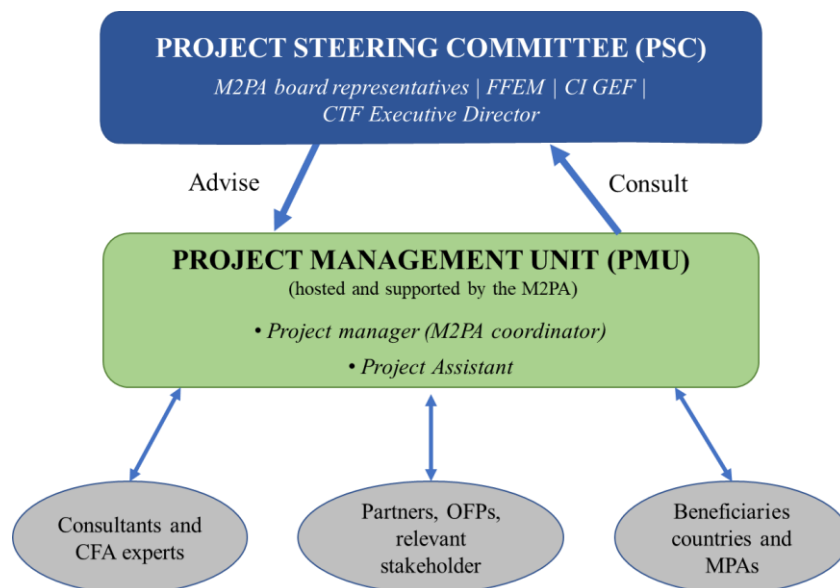 PROJECT STEERING COMMITTEE (PSC)
M2PA board representatives | FFEM | CI GEF |
CTF Executive Director
Advise
Consult
PROJECT MANAGEMENT UNIT (PMU)
(hosted and supported by the M2PA)
• Project manager (M2PA coordinator)
• Project Assistant
Consultants and
CFA experts
Partners, OFPs,
relevant
stakeholder
Beneficiaries
countries and
MPAs